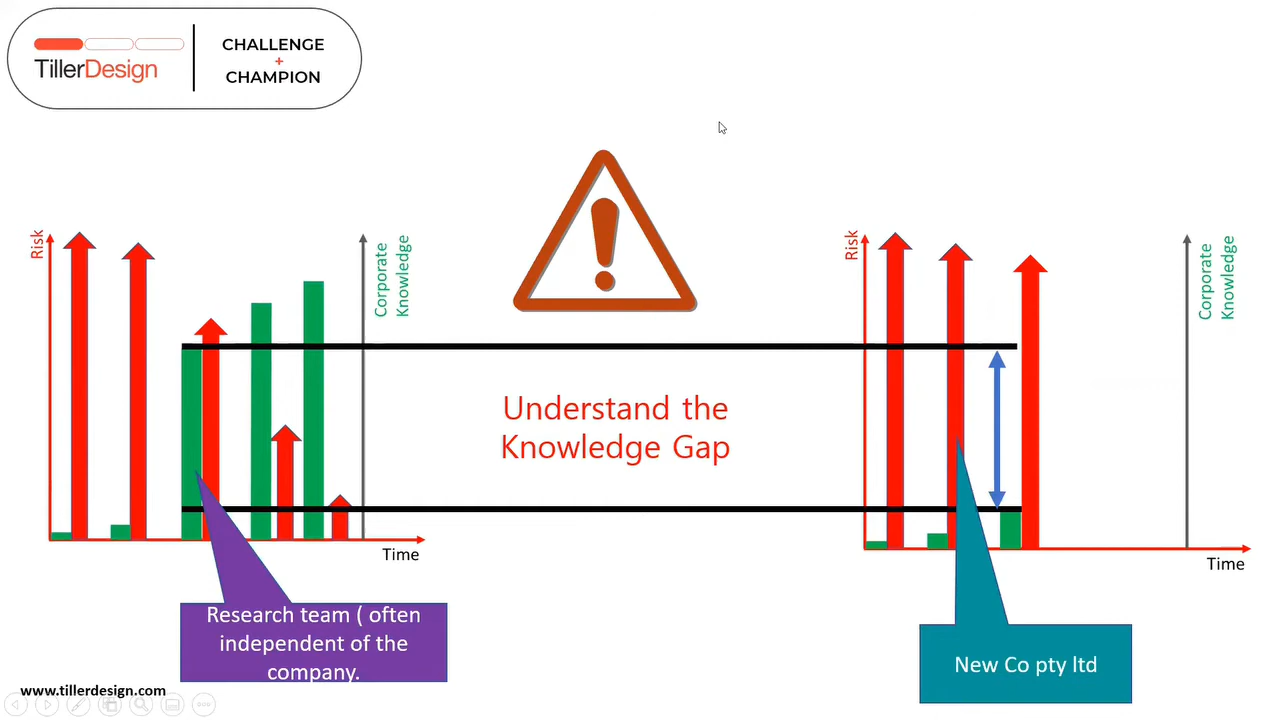 TillerDesign
CHALLENGE
+
CHAMPION
Risk
Corporate
Knowledge
Time
Understand the
Knowledge Gap
Risk
Corporate
Knowledge
Time
Research team ( often
independent of the
company.
New Co pty ltd
www.tillerdesign.com